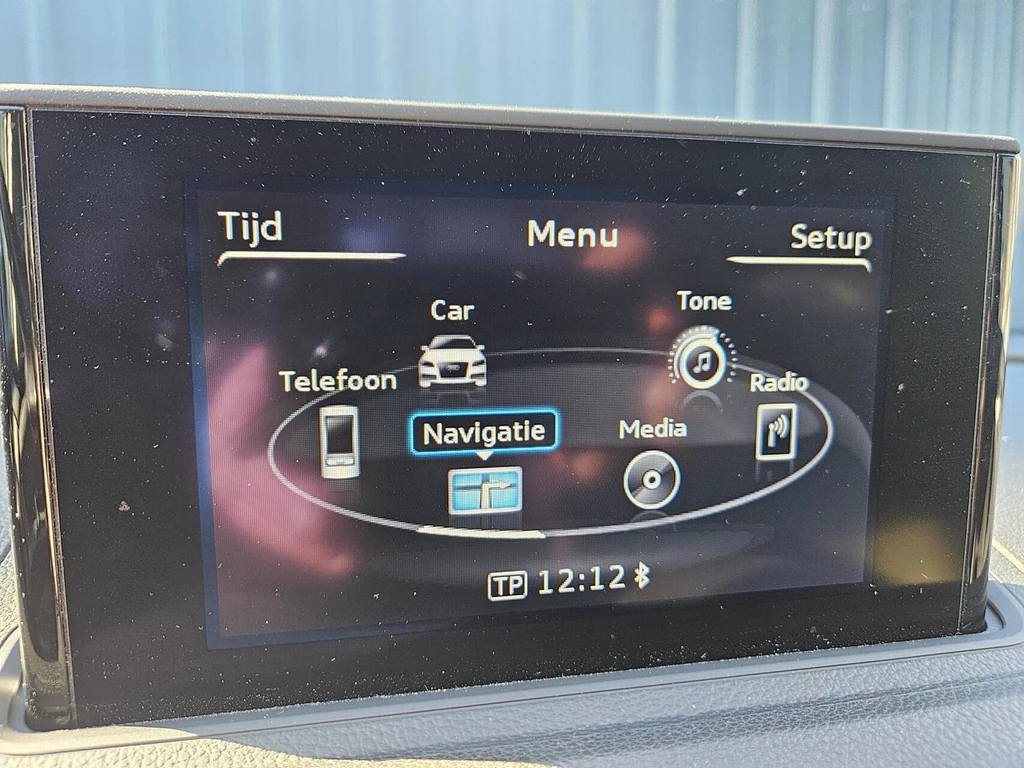 Tijd Menu Setup
Car Tone
Telefoon Radio
Navigatie Media
TP 12:12